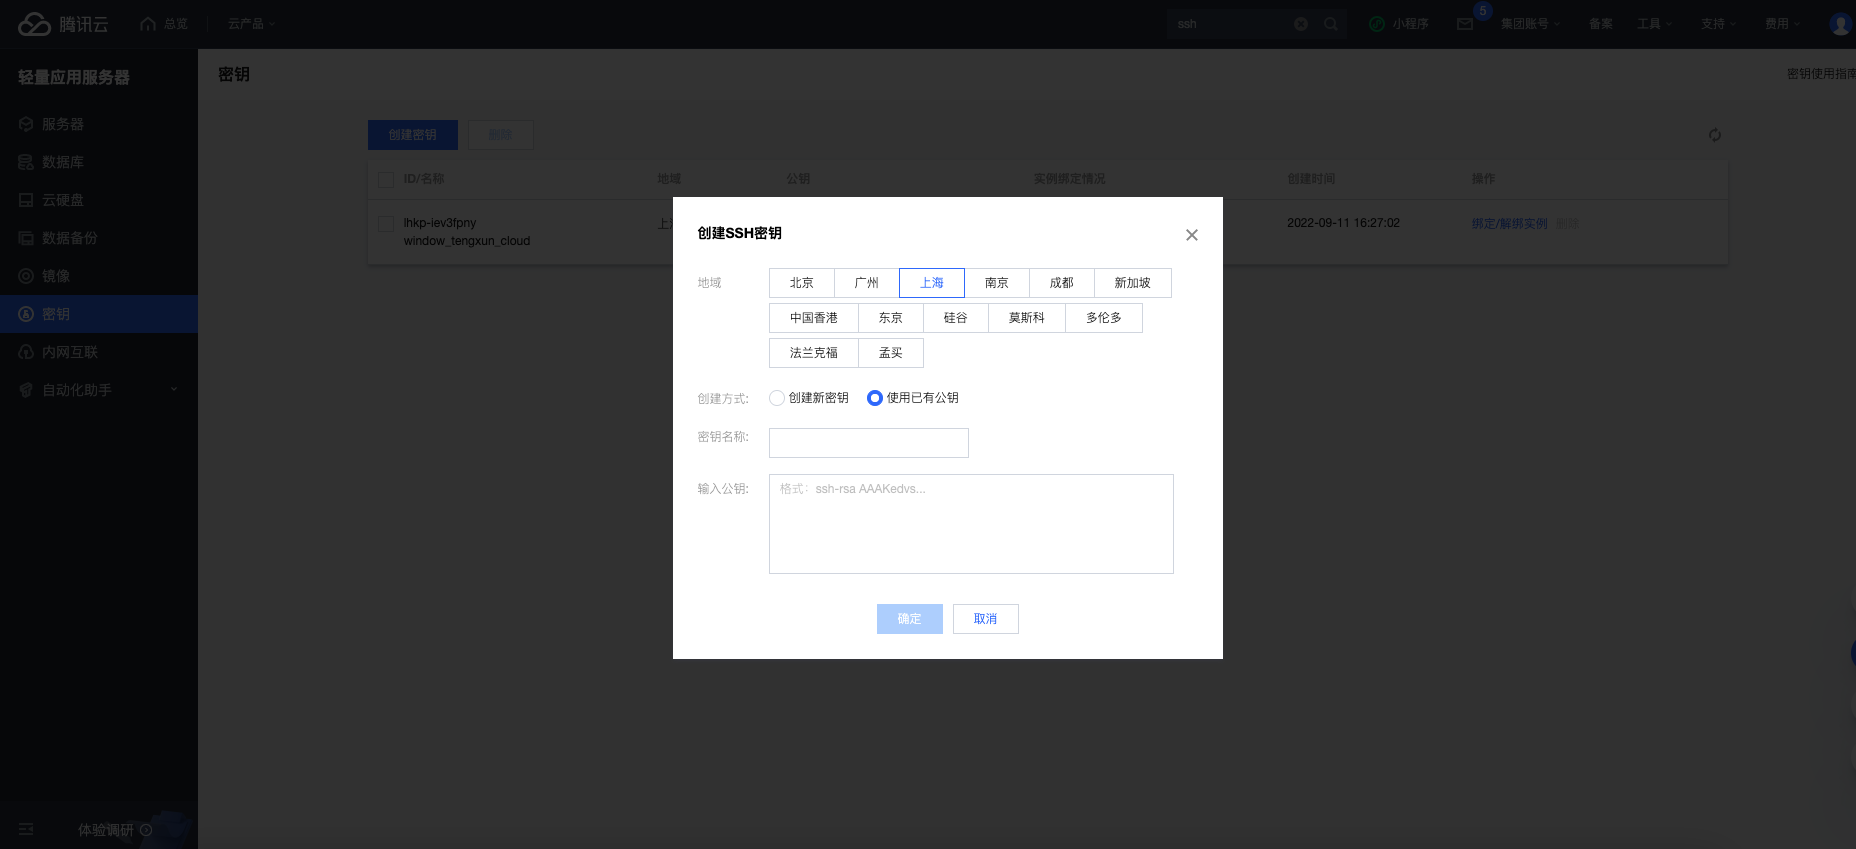 腾讯云 总览 云产品 ssh 小程序 5 集团账号 备案 工具 支持 费用
轻量应用服务器
服务器
数据库
云硬盘
数据备份
镜像
密钥
内网互联
自动化助手
体验调研
密钥 密钥使用指南
创建密钥 删除
ID/名称 地域 公钥 实例绑定情况 创建时间 操作
lhkp-iev3fpny 上 2022-09-11 16:27:02 绑定/解绑实例 删除
window_tengxun_cloud
创建SSH密钥
地域 北京 广州 上海 南京 成都 新加坡
中国香港 东京 硅谷 莫斯科 多伦多
法兰克福 孟买
创建方式: 创建新密钥 使用已有公钥
密钥名称:
输入公钥: 格式：ssh-rsa AAAKedvs...
确定 取消